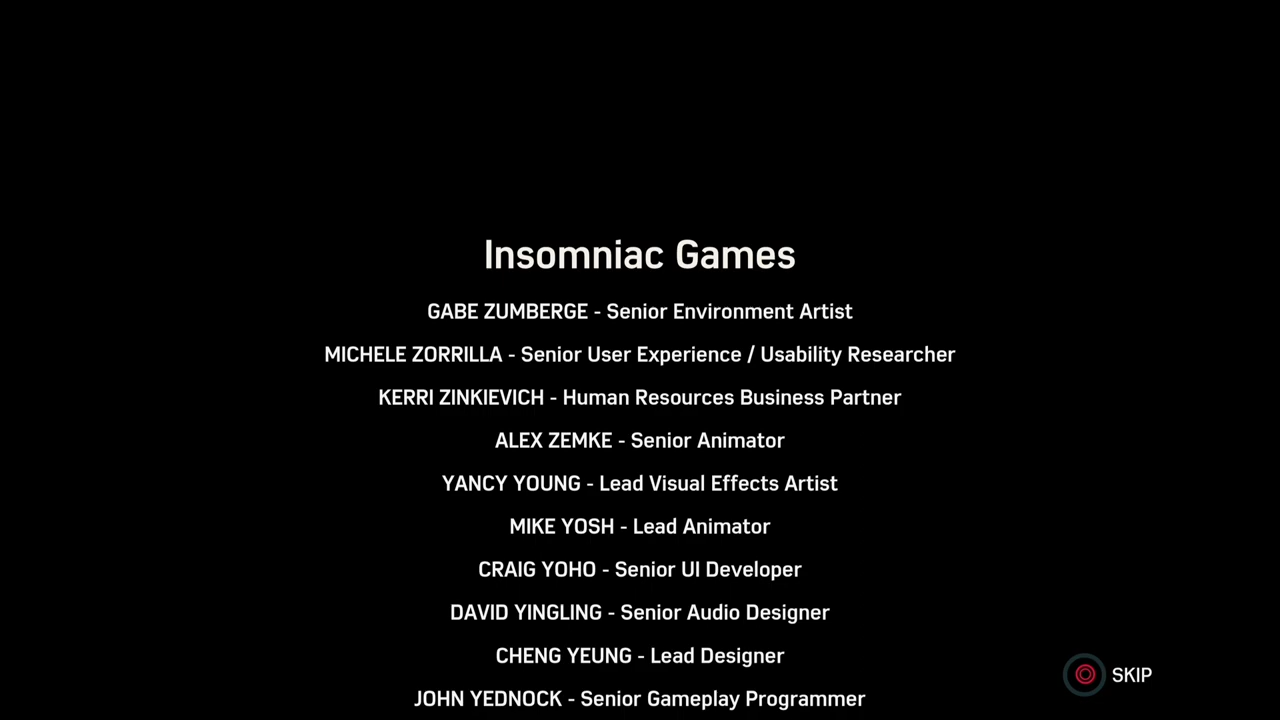 Insomniac Games
GABE ZUMBERGE - Senior Environment Artist
MICHELE ZORRILLA - Senior User Experience / Usability Researcher
KERRI ZINKIEVICH - Human Resources Business Partner
ALEX ZEMKE - Senior Animator
YANCY YOUNG - Lead Visual Effects Artist
MIKE YOSH - Lead Animator
CRAIG YOHO - Senior UI Developer
DAVID YINGLING - Senior Audio Designer
CHENG YEUNG - Lead Designer
SKIP
JOHN YEDNOCK - Senior Gameplay Programmer